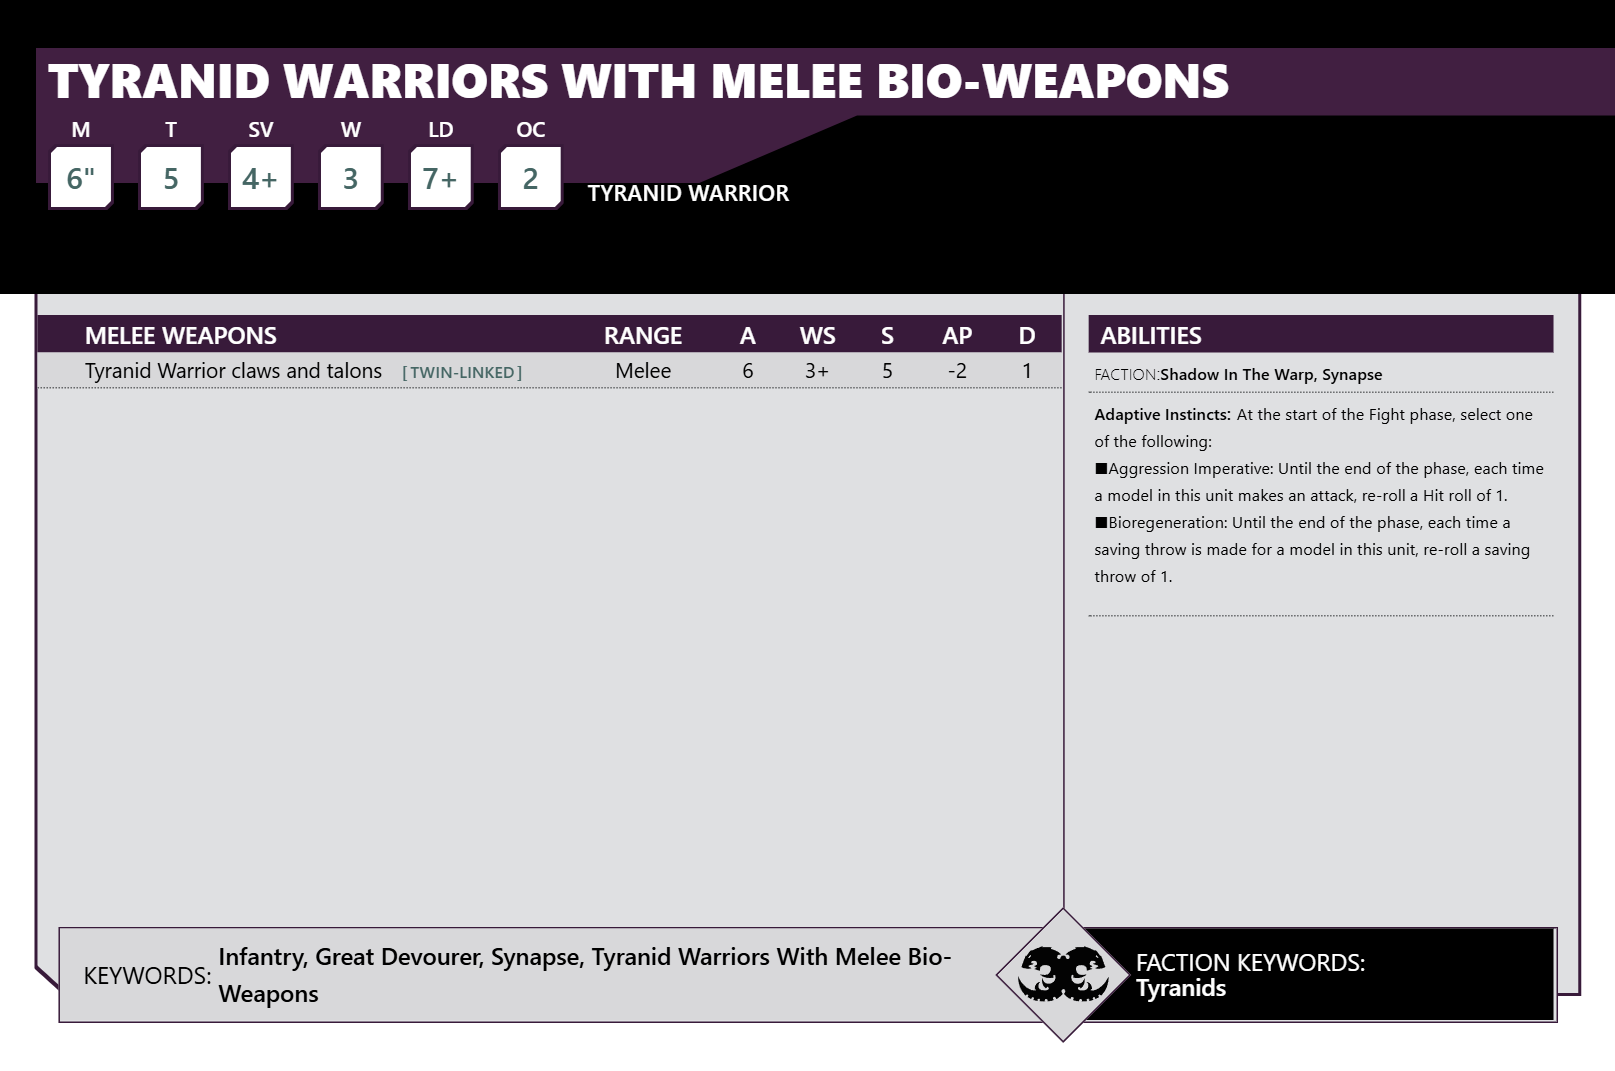 TYRANID WARRIORS WITH MELEE BIO-WEAPONS
M T SV W LD OC
6" 5 4+ 3 7+ 2
TYRANID WARRIOR
MELEE WEAPONS RANGE A WS S AP D
Tyranid Warrior claws and talons [TWIN-LINKED] Melee 6 3+ 5 -2 1
ABILITIES
FACTION:Shadow In The Warp, Synapse
Adaptive Instincts: At the start of the Fight phase, select one
of the following:
■Aggression Imperative: Until the end of the phase, each time
a model in this unit makes an attack, re-roll a Hit roll of 1.
■Bioregeneration: Until the end of the phase, each time a
saving throw is made for a model in this unit, re-roll a saving
throw of 1.
KEYWORDS: Infantry, Great Devourer, Synapse, Tyranid Warriors With Melee Bio-
Weapons
FACTION KEYWORDS:
Tyranids